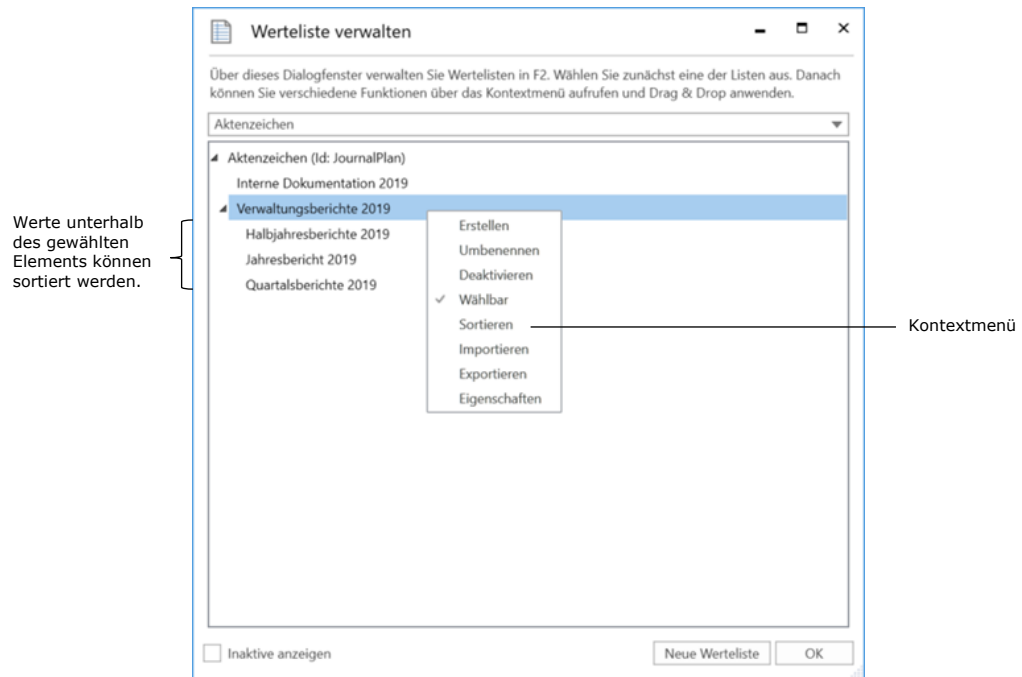 Werteliste verwalten
Über dieses Dialogfenster verwalten Sie Wertelisten in F2. Wählen Sie zunächst eine der Listen aus. Danach
können Sie verschiedene Funktionen über das Kontextmenü aufrufen und Drag & Drop anwenden.
Aktenzeichen
Aktenzeichen (Id: JournalPlan)
Interne Dokumentation 2019
Verwaltungsberichte 2019
Halbjahresberichte 2019
Jahresbericht 2019
Quartalsberichte 2019
Werte unterhalb
des gewählten
Elements können
sortiert werden.
Erstellen
Umbenennen
Deaktivieren
Wählbar
Sortieren
Importieren
Exportieren
Eigenschaften
Kontextmenü
Inaktive anzeigen
Neue Werteliste
OK